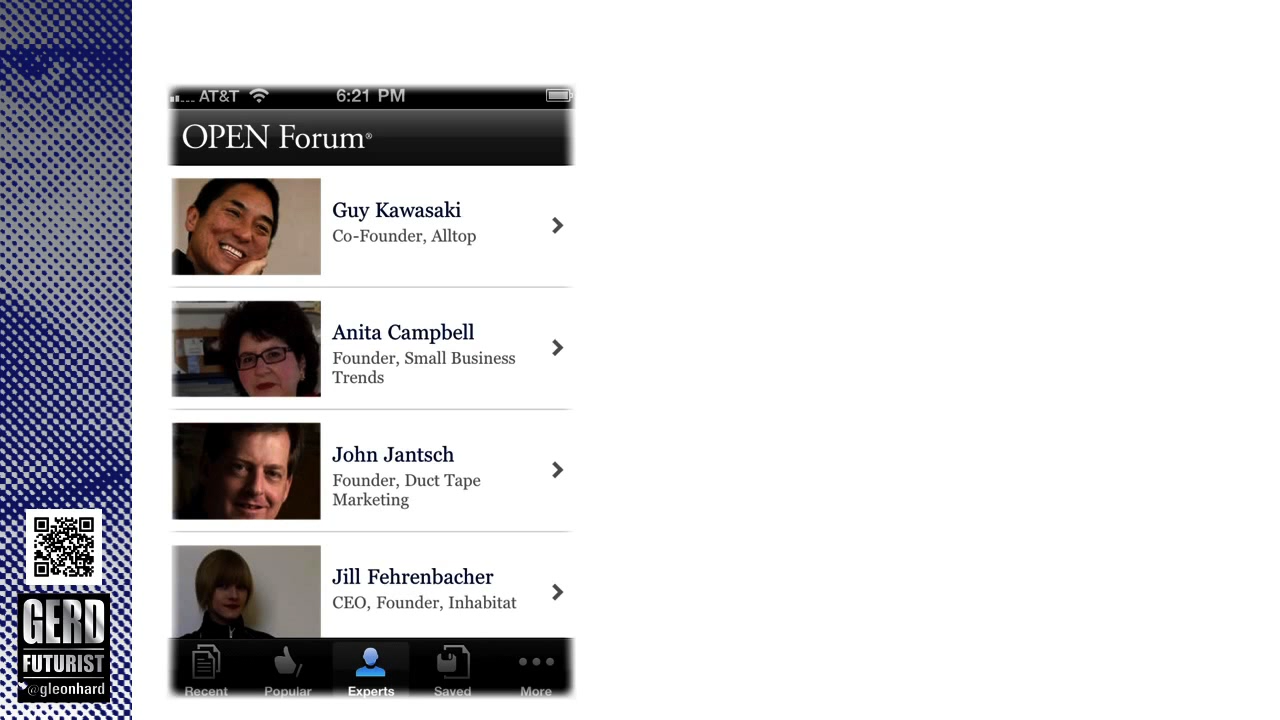 AT&T 6:21 PM
OPEN Forum®
Guy Kawasaki
Co-Founder, Alltop
Anita Campbell
Founder, Small Business
Trends
John Jantsch
Founder, Duct Tape
Marketing
Jill Fehrenbacher
CEO, Founder, Inhabitat
Recent Popular Experts Saved More
GERD
FUTURIST
@gleonhard